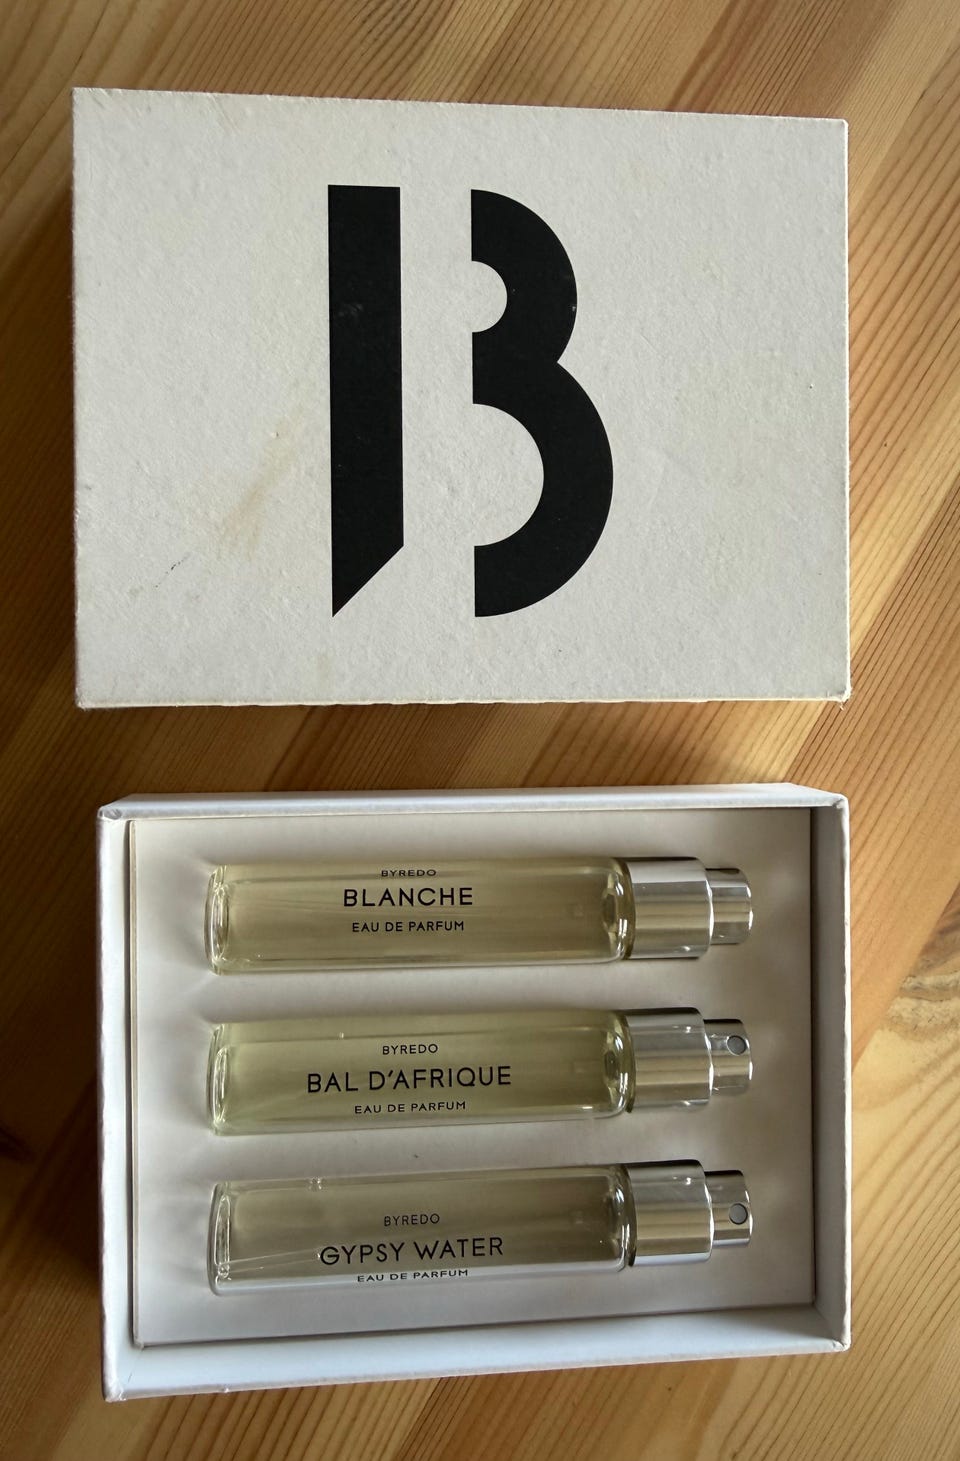 B
BYREDO
BLANCHE
EAU DE PARFUM
BYREDO
BAL D'AFRIQUE
EAU DE PARFUM
BYREDO
GYPSY WATER
EAU DE PARFUM